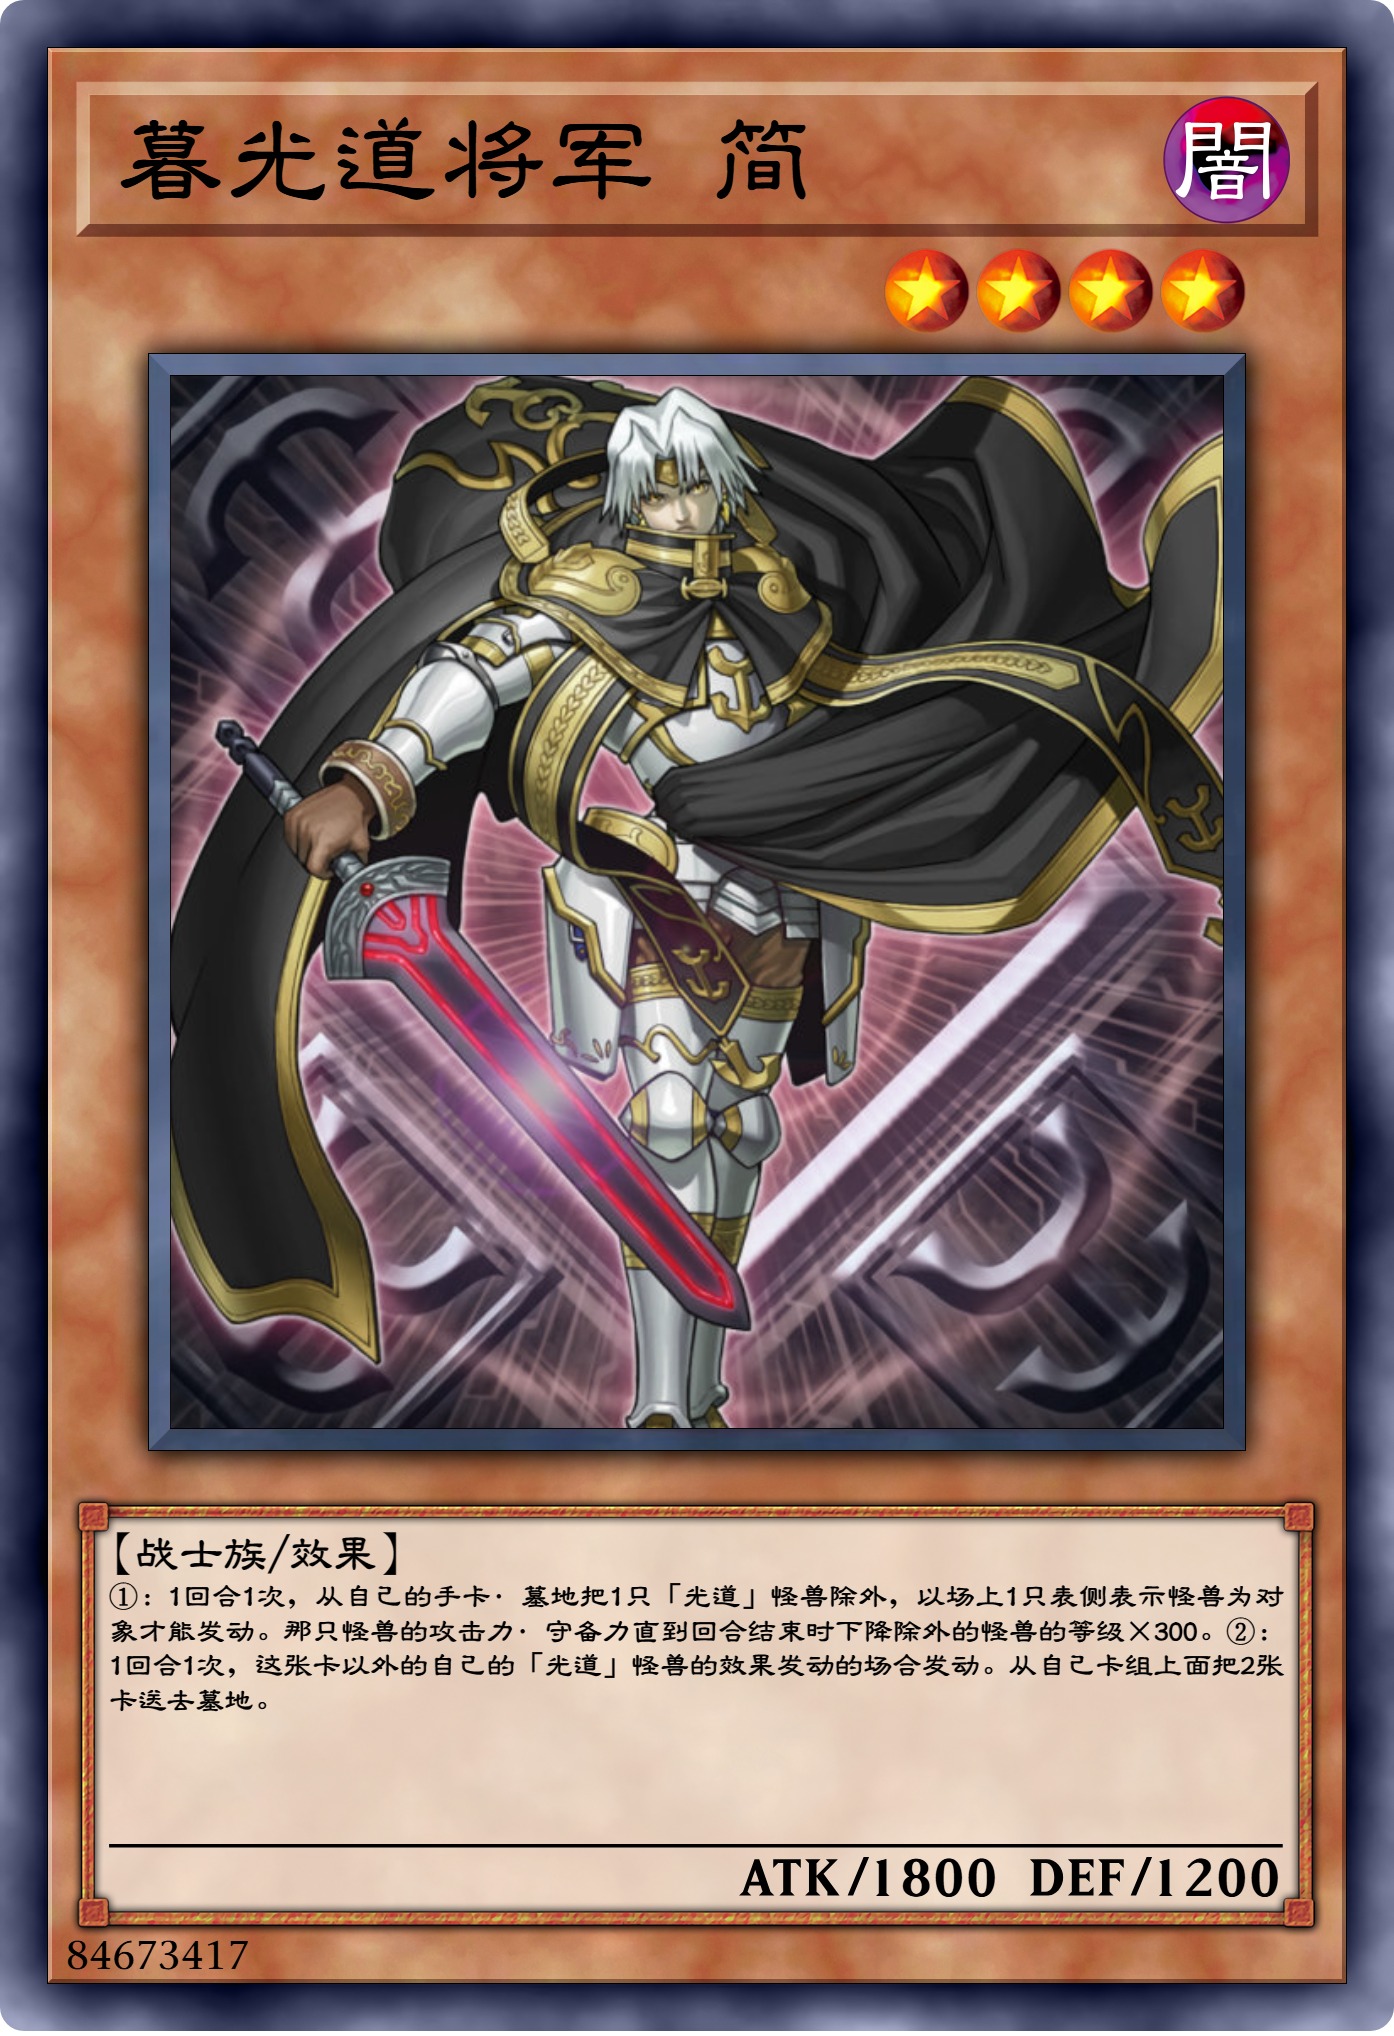 暮光道将军 简
闇
【战士族/效果】
①：1回合1次，从自己的手卡·墓地把1只「光道」怪兽除外，以场上1只表侧表示怪兽为对
象才能发动。那只怪兽的攻击力·守备力直到回合结束时下降除外的怪兽的等级×300。②：
1回合1次，这张卡以外的自己的「光道」怪兽的效果发动的场合发动。从自己卡组上面把2张
卡送去墓地。
ATK/1800 DEF/1200
84673417